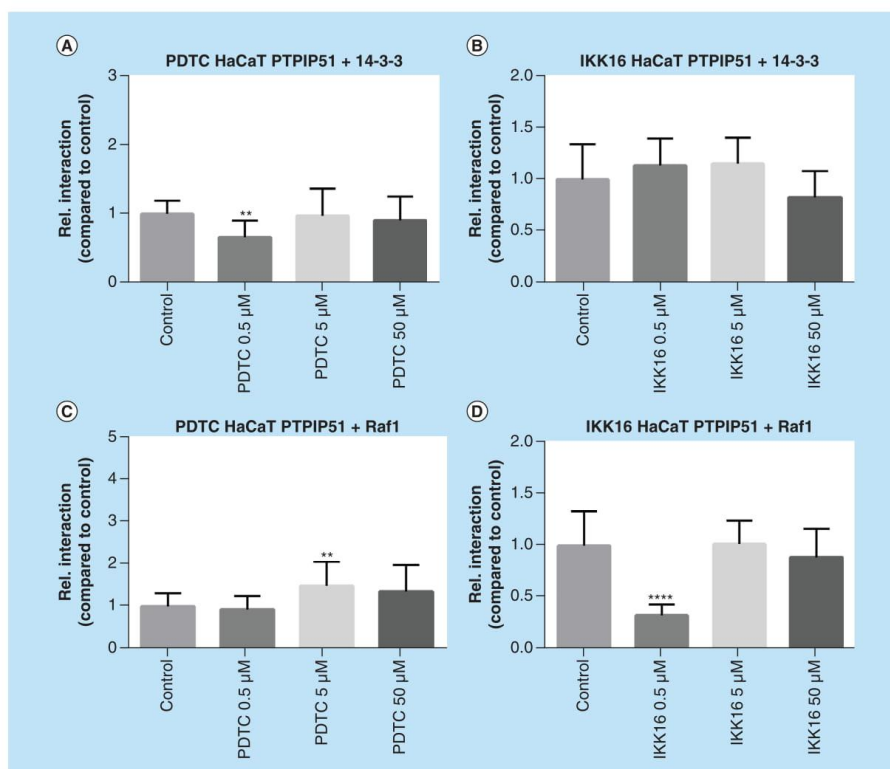 A
PDTC HaCaT PTPIP51 + 14-3-3
Rel. interaction
(compared to control)
3
2
1
0
**
Control
PDTC 0.5 µM
PDTC 5 µM
PDTC 50 µM
B
IKK16 HaCaT PTPIP51 + 14-3-3
Rel. interaction
(compared to control)
2.0
1.5
1.0
0.5
0.0
Control
IKK16 0.5 µM
IKK16 5 µM
IKK16 50 µM
C
PDTC HaCaT PTPIP51 + Raf1
Rel. interaction
(compared to control)
5
4
3
2
1
0
**
Control
PDTC 0.5 µM
PDTC 5 µM
PDTC 50 µM
D
IKK16 HaCaT PTPIP51 + Raf1
Rel. interaction
(compared to control)
2.0
1.5
1.0
0.5
0.0
****
Control
IKK16 0.5 µM
IKK16 5 µM
IKK16 50 µM